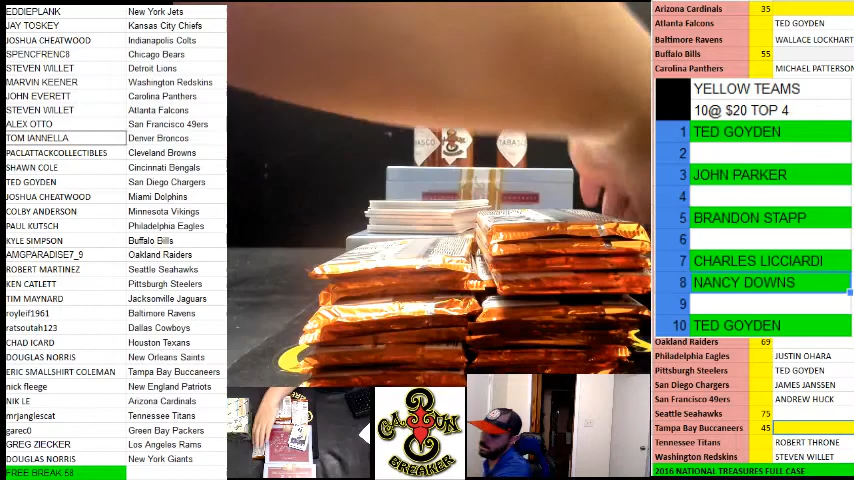 EDDIEPLANK New York Jets
JAY TOSKEY Kansas City Chiefs
JOSHUA CHEATWOOD Indianapolis Colts
SPENCFRENC8 Chicago Bears
STEVEN WILLET Detroit Lions
MARVIN KEENER Washington Redskins
JOHN EVERETT Carolina Panthers
STEVEN WILLET Atlanta Falcons
ALEX OTTO San Francisco 49ers
TOM IANNELLA Denver Broncos
PACLATTACKCOLLECTIBLES Cleveland Browns
SHAWN COLE Cincinnati Bengals
TED GOYDEN San Diego Chargers
JOSHUA CHEATWOOD Miami Dolphins
COLBY ANDERSON Minnesota Vikings
PAUL KUTSCH Philadelphia Eagles
KYLE SIMPSON Buffalo Bills
AMGPARADISE7_9 Oakland Raiders
ROBERT MARTINEZ Seattle Seahawks
KEN CATLETT Pittsburgh Steelers
TIM MAYNARD Jacksonville Jaguars
royleif1961 Baltimore Ravens
ratsoutah123 Dallas Cowboys
CHAD ICARD Houston Texans
DOUGLAS NORRIS New Orleans Saints
ERIC SMALLSHIRT COLEMAN Tampa Bay Buccaneers
nick fleege New England Patriots
NIK LE Arizona Cardinals
mrjanglescat Tennessee Titans
garec0 Green Bay Packers
GREG ZIECKER Los Angeles Rams
DOUGLAS NORRIS New York Giants
FREE BREAK 58
TABASCO
CAJUN
BREAKER
Arizona Cardinals 35
Atlanta Falcons TED GOYDEN
Baltimore Ravens WALLACE LOCKHART
Buffalo Bills 55
Carolina Panthers MICHAEL PATTERSON
YELLOW TEAMS
10@ $20 TOP 4
1 TED GOYDEN
2
3 JOHN PARKER
4
5 BRANDON STAPP
6
7 CHARLES LICCIARDI
8 NANCY DOWNS
9
10 TED GOYDEN
Oakland Raiders 69
Philadelphia Eagles JUSTIN OHARA
Pittsburgh Steelers TED GOYDEN
San Diego Chargers JAMES JANSSEN
San Francisco 49ers ANDREW HUCK
Seattle Seahawks 75
Tampa Bay Buccaneers 45
Tennessee Titans ROBERT THRONE
Washington Redskins STEVEN WILLET
2016 NATIONAL TREASURES FULL CASE